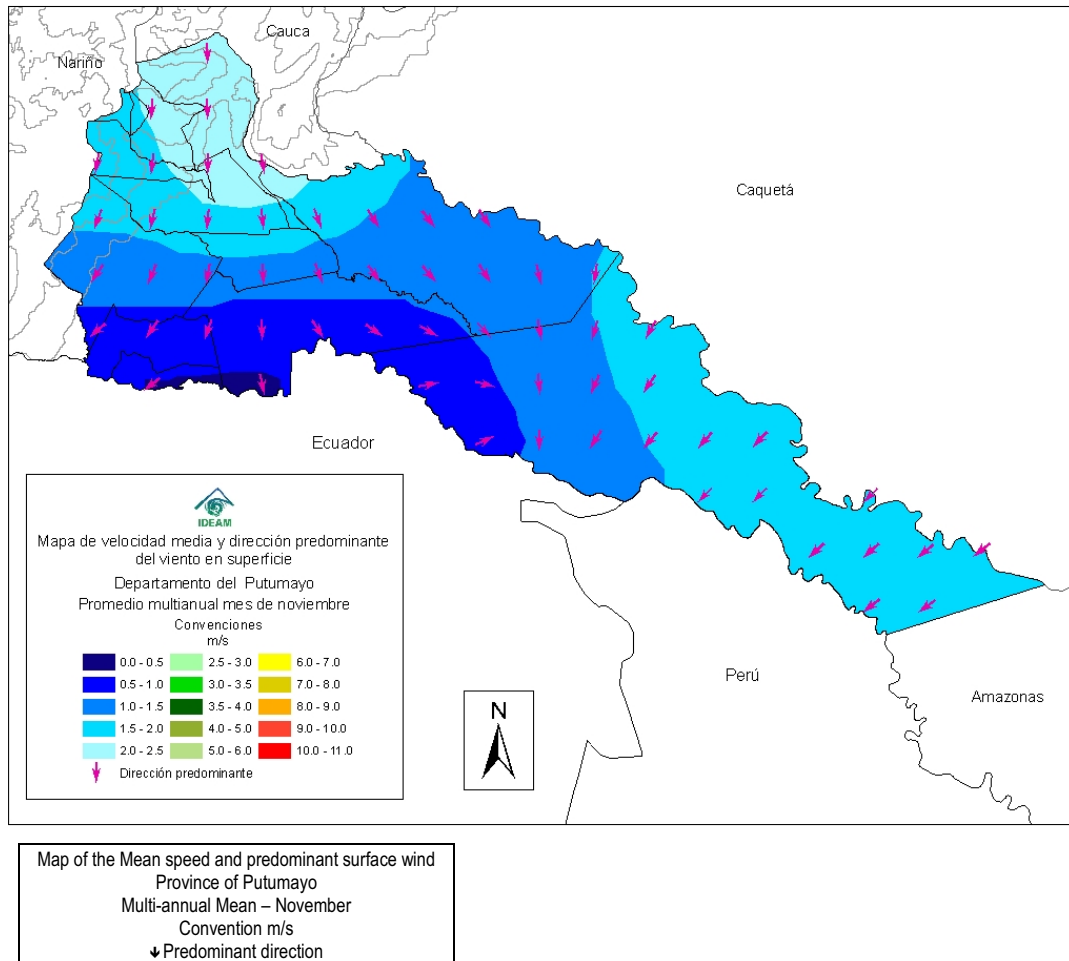 Cauca
Nariño
Caquetá
Ecuador
IDEAM
Mapa de velocidad media y dirección predominante
del viento en superficie
Departamento del Putumayo
Promedio multianual mes de noviembre
Convenciones
m/s
0.0 - 0.5 2.5 - 3.0 6.0 - 7.0
0.5 - 1.0 3.0 - 3.5 7.0 - 8.0
1.0 - 1.5 3.5 - 4.0 8.0 - 9.0
1.5 - 2.0 4.0 - 5.0 9.0 - 10.0
2.0 - 2.5 5.0 - 6.0 10.0 - 11.0
Dirección predominante
N
Perú
Amazonas
Map of the Mean speed and predominant surface wind
Province of Putumayo
Multi-annual Mean – November
Convention m/s
Predominant direction